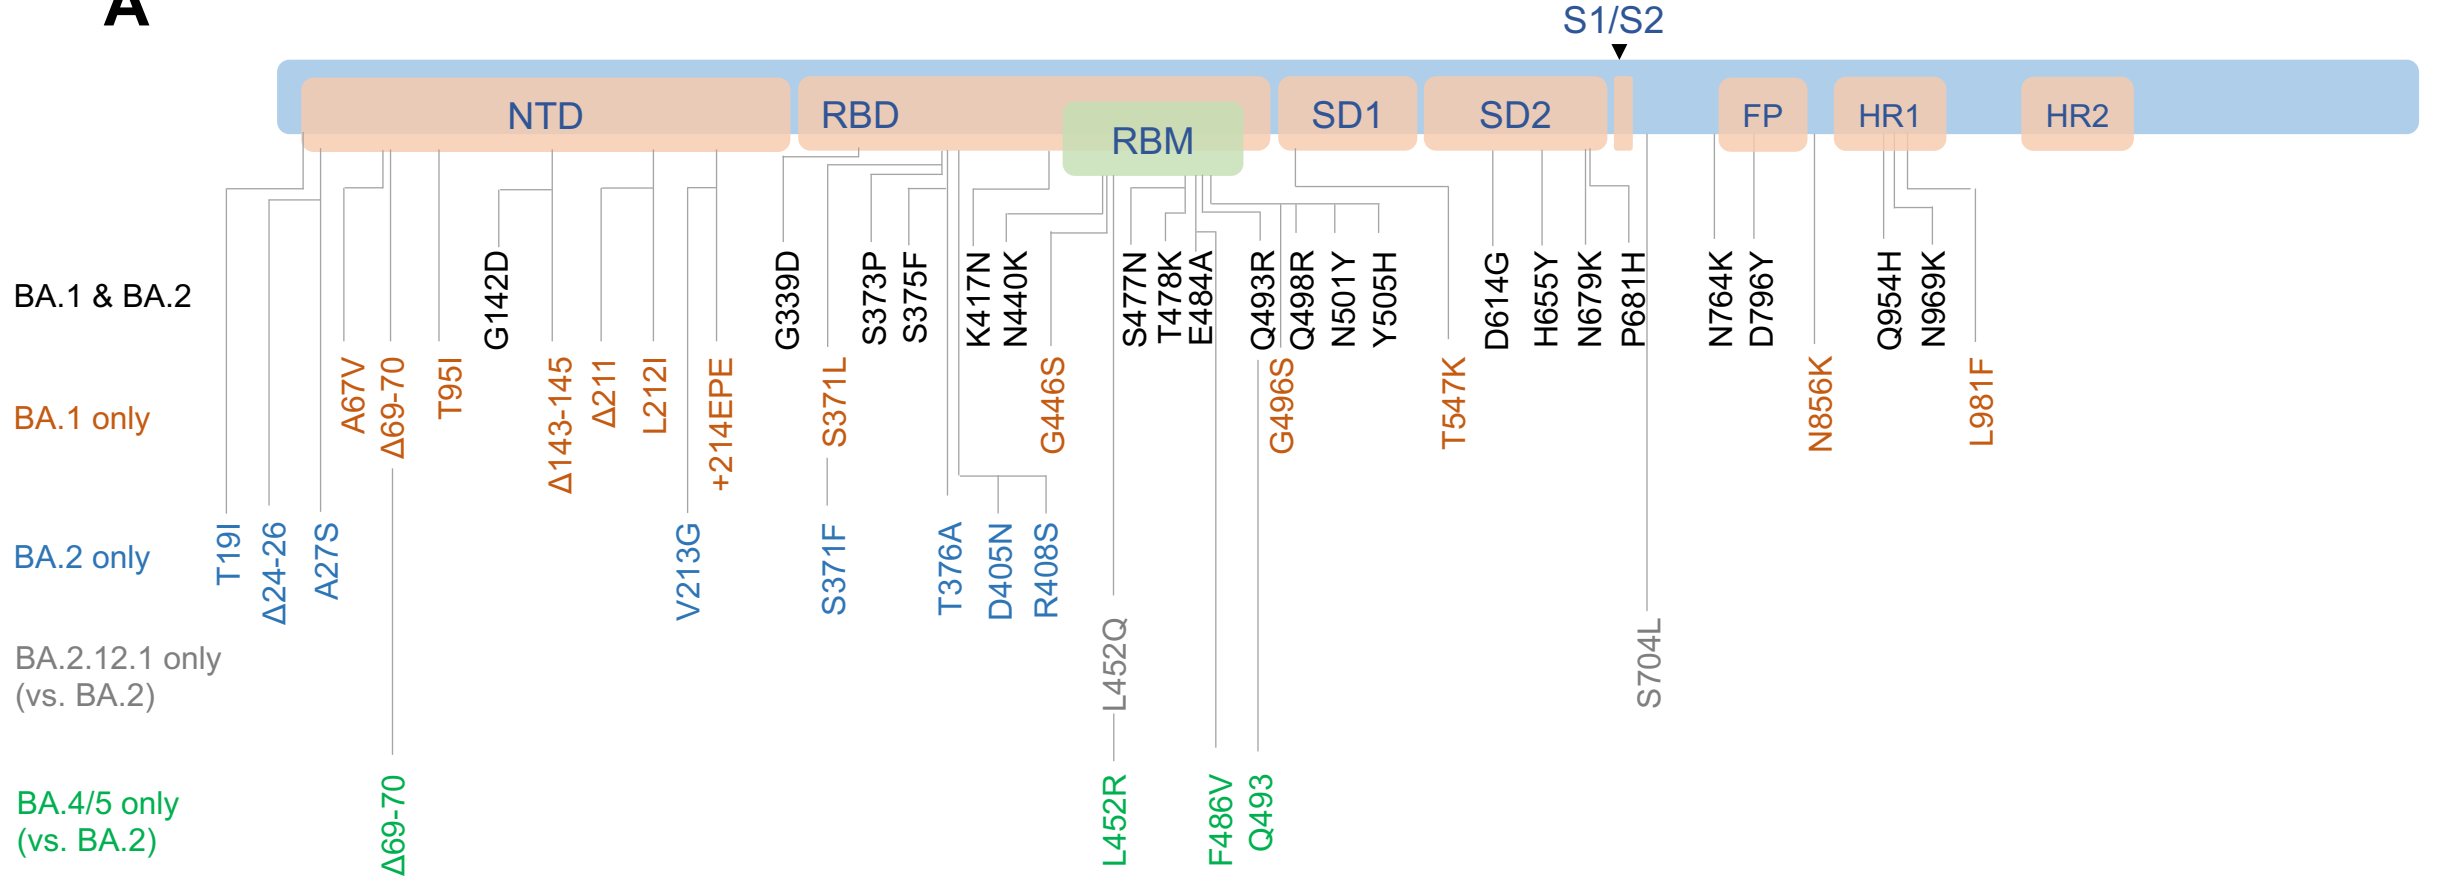 A
S1/S2
NTD
RBD
RBM
SD1
SD2
FP
HR1
HR2
BA.1 & BA.2
G142D
G339D
S373P
S375F
K417N
N440K
S477N
T478K
E484A
Q493R
Q498R
N501Y
Y505H
D614G
H655Y
N679K
P681H
N764K
D796Y
Q954H
N969K
BA.1 only
A67V
Δ69-70
T95I
Δ143-145
Δ211
L212I
+214EPE
S371L
G446S
G496S
T547K
N856K
L981F
BA.2 only
T19I
Δ24-26
A27S
V213G
S371F
T376A
D405N
R408S
BA.2.12.1 only
(vs. BA.2)
L452Q
S704L
BA.4/5 only
(vs. BA.2)
Δ69-70
L452R
F486V
Q493